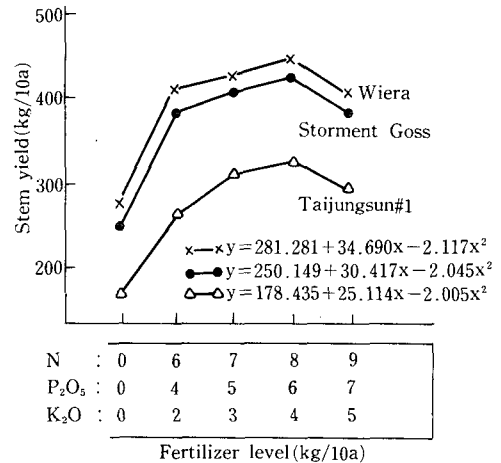 500
400
300
200
Stem yield(kg/10a)
Wiera
Storment Goss
Taijungsun#1
×—×y=281.281+34.690x−2.117x²
●—●y=250.149+30.417x−2.045x²
△—△y=178.435+25.114x−2.005x²
N : 0 6 7 8 9
P₂O₅ : 0 4 5 6 7
K₂O : 0 2 3 4 5
Fertilizer level(kg/10a)